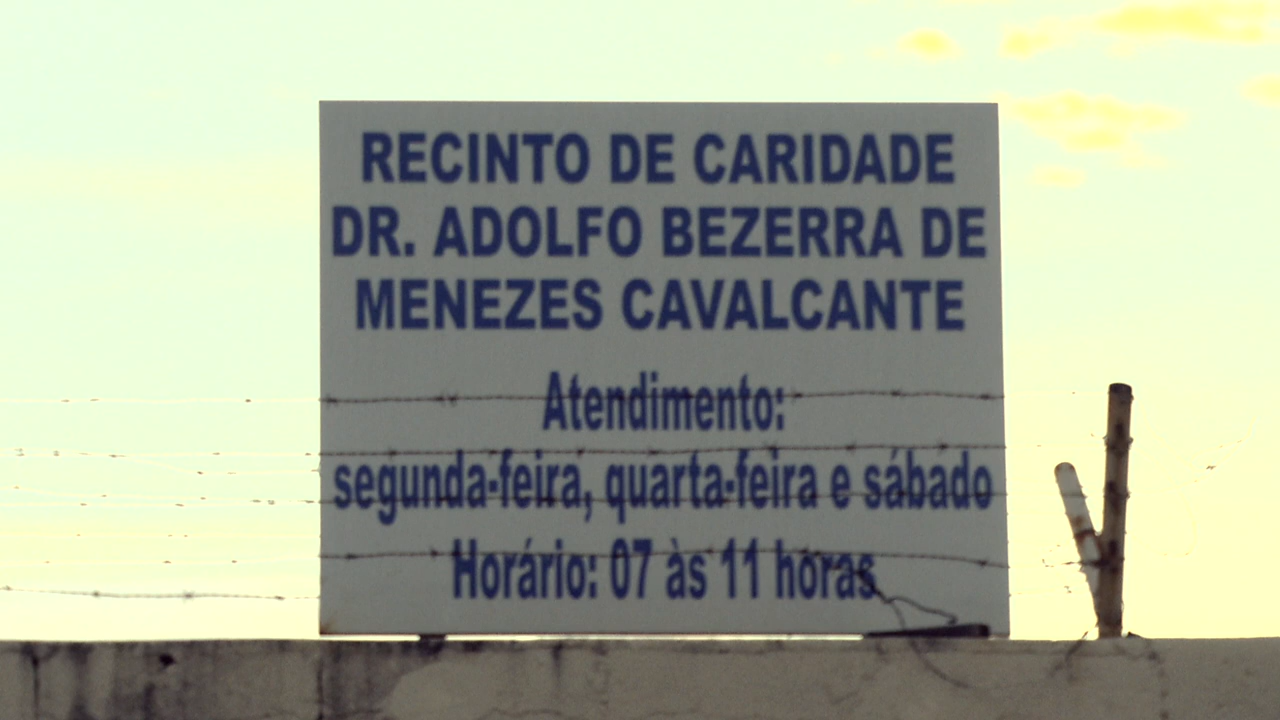 RECINTO DE CARIDADE
DR. ADOLFO BEZERRA DE
MENEZES CAVALCANTE
Atendimento:
segunda-feira, quarta-feira e sábado
Horário: 07 às 11 horas